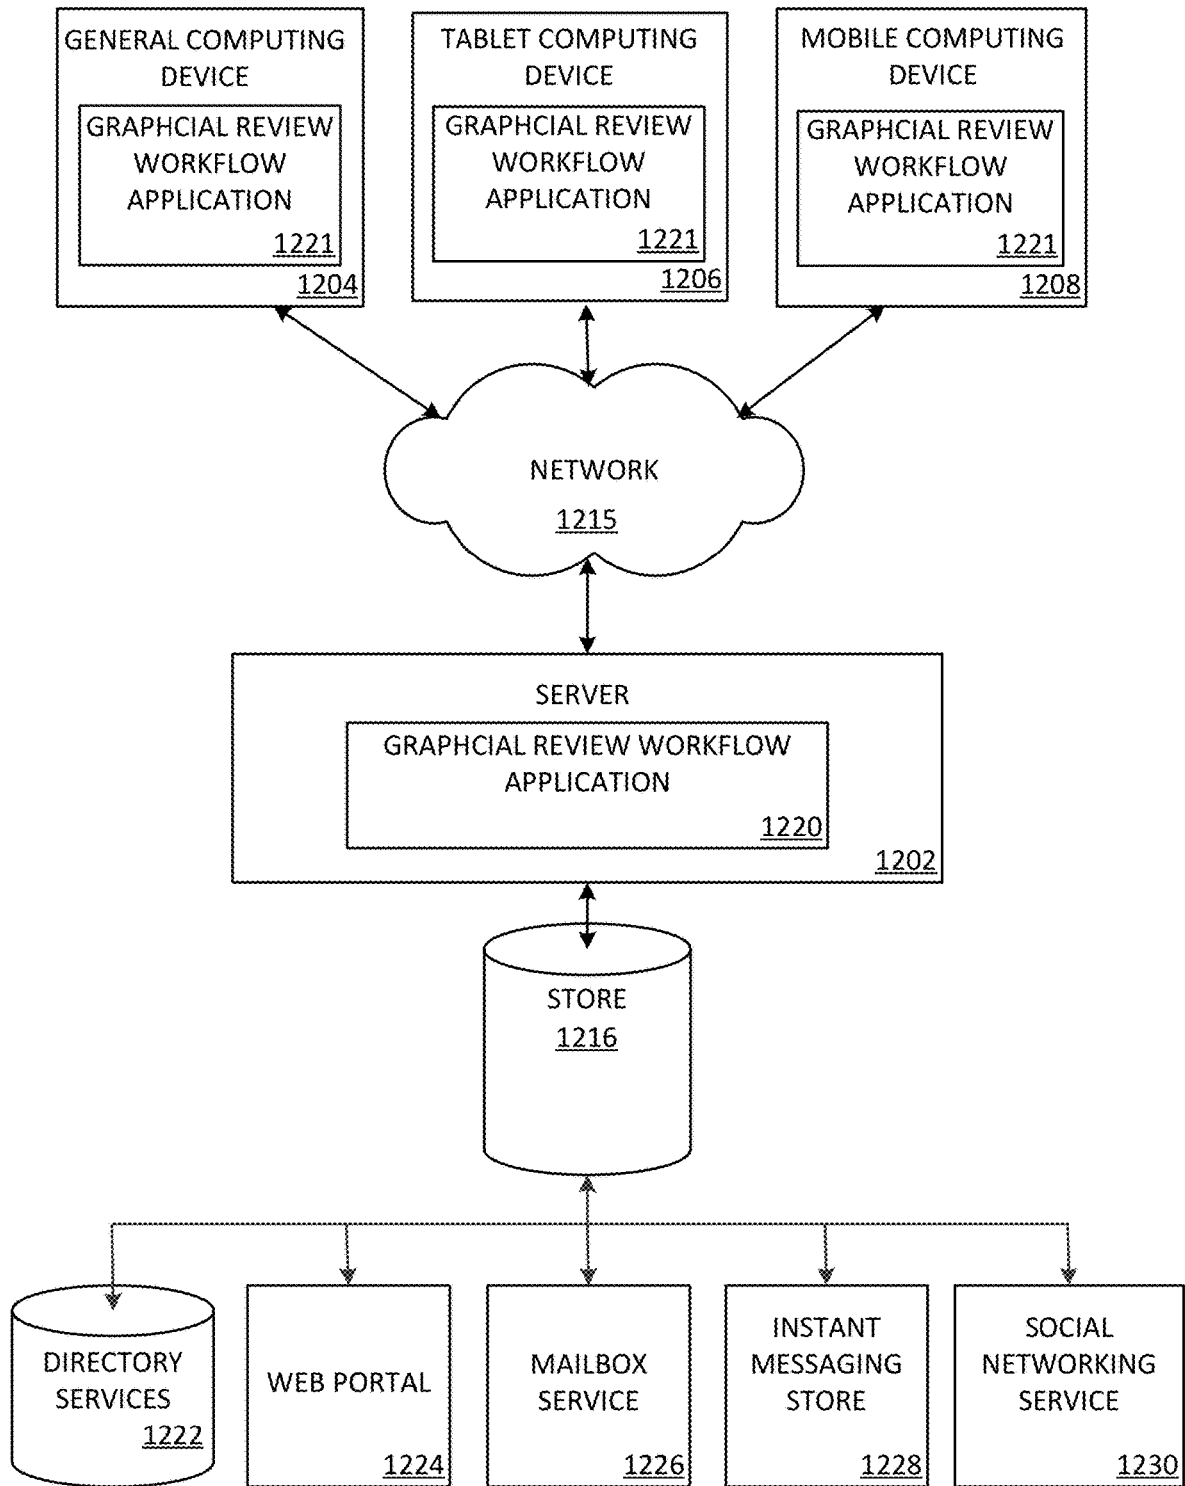 GENERAL COMPUTING
DEVICE
GRAPHCIAL REVIEW
WORKFLOW
APPLICATION
1221
1204
TABLET COMPUTING
DEVICE
GRAPHCIAL REVIEW
WORKFLOW
APPLICATION
1221
1206
MOBILE COMPUTING
DEVICE
GRAPHCIAL REVIEW
WORKFLOW
APPLICATION
1221
1208
NETWORK
1215
SERVER
GRAPHCIAL REVIEW WORKFLOW
APPLICATION
1220
1202
STORE
1216
DIRECTORY
SERVICES
1222
WEB PORTAL
1224
MAILBOX
SERVICE
1226
INSTANT
MESSAGING
STORE
1228
SOCIAL
NETWORKING
SERVICE
1230